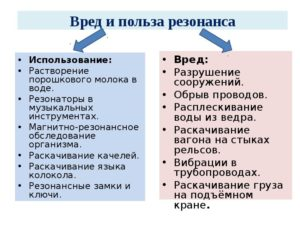 Вред и польза резонанса
• Использование:
• Растворение
порошкового молока в
воде.
• Резонаторы в
музыкальных
инструментах.
• Магнитно-резонансное
обследование
организма.
• Раскачивание качелей.
• Раскачивание языка
колокола.
• Резонансные замки и
ключи.
• Вред:
• Разрушение
сооружений.
• Обрыв проводов.
• Расплескивание
воды из ведра.
• Раскачивание
вагона на стыках
рельсов.
• Вибрации в
трубопроводах.
• Раскачивание груза
на подъёмном
кране.